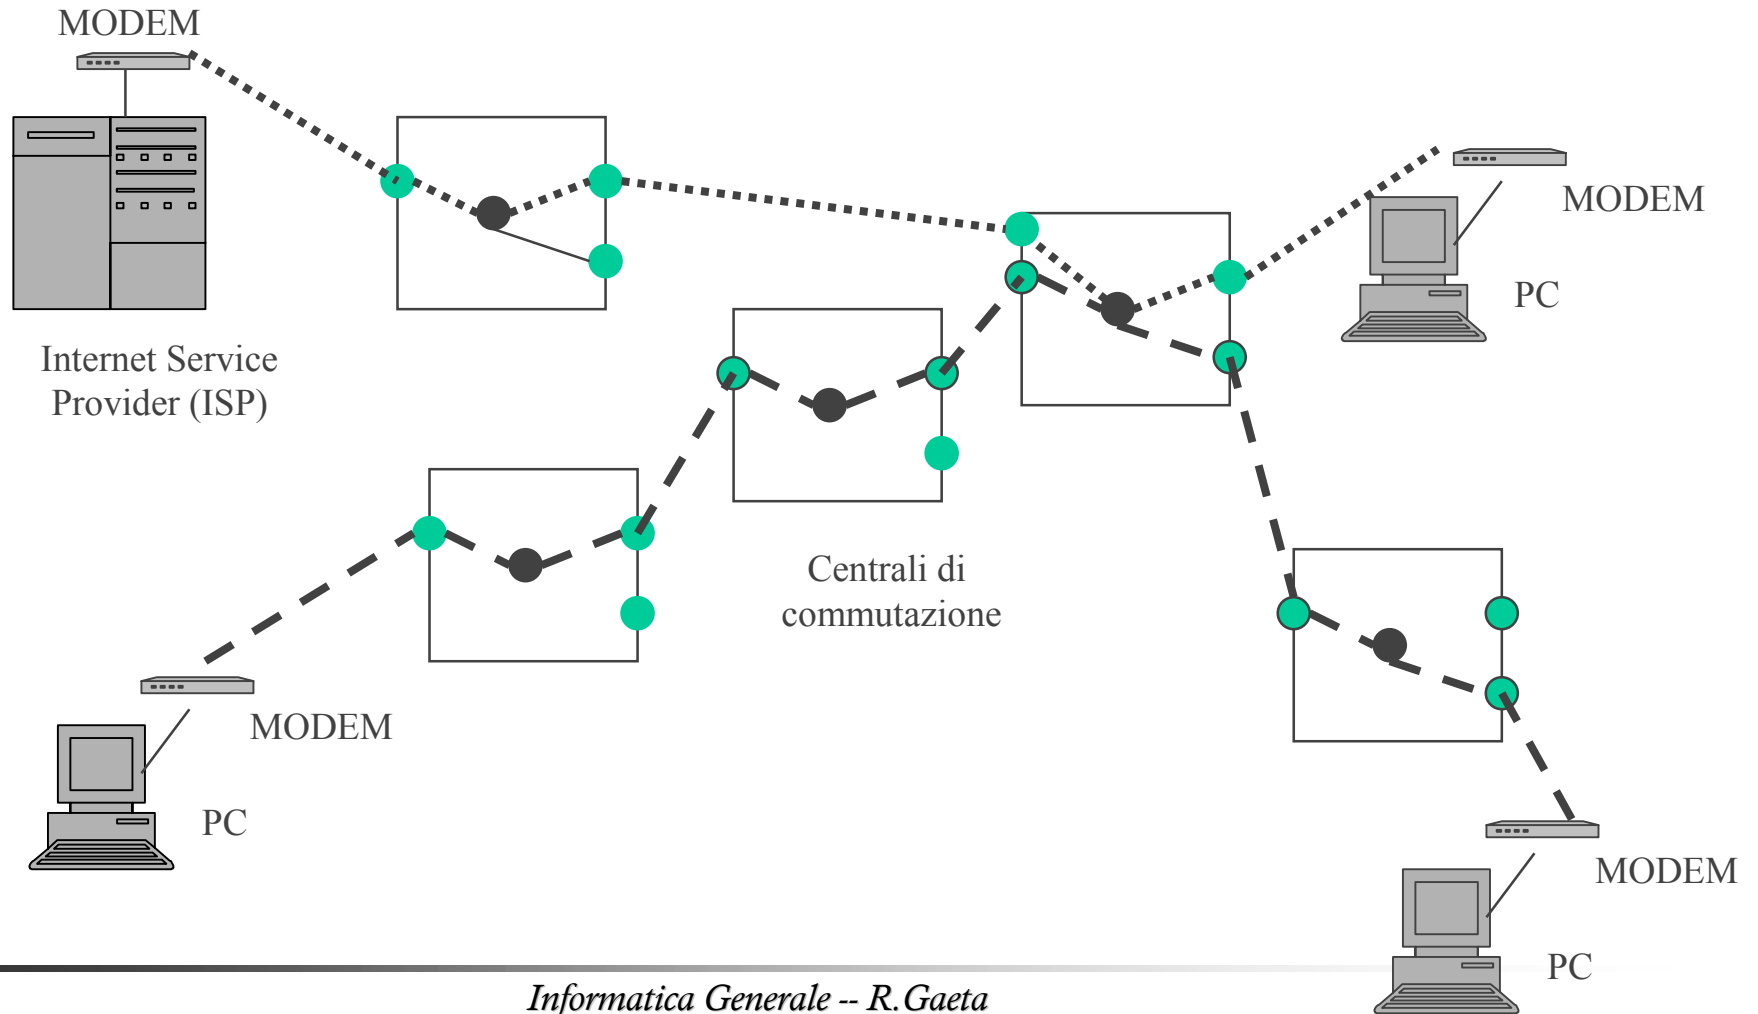 MODEM
MODEM
PC
Internet Service
Provider (ISP)
Centrali di
commutazione
MODEM
PC
MODEM
PC
Informatica Generale -- R.Gaeta